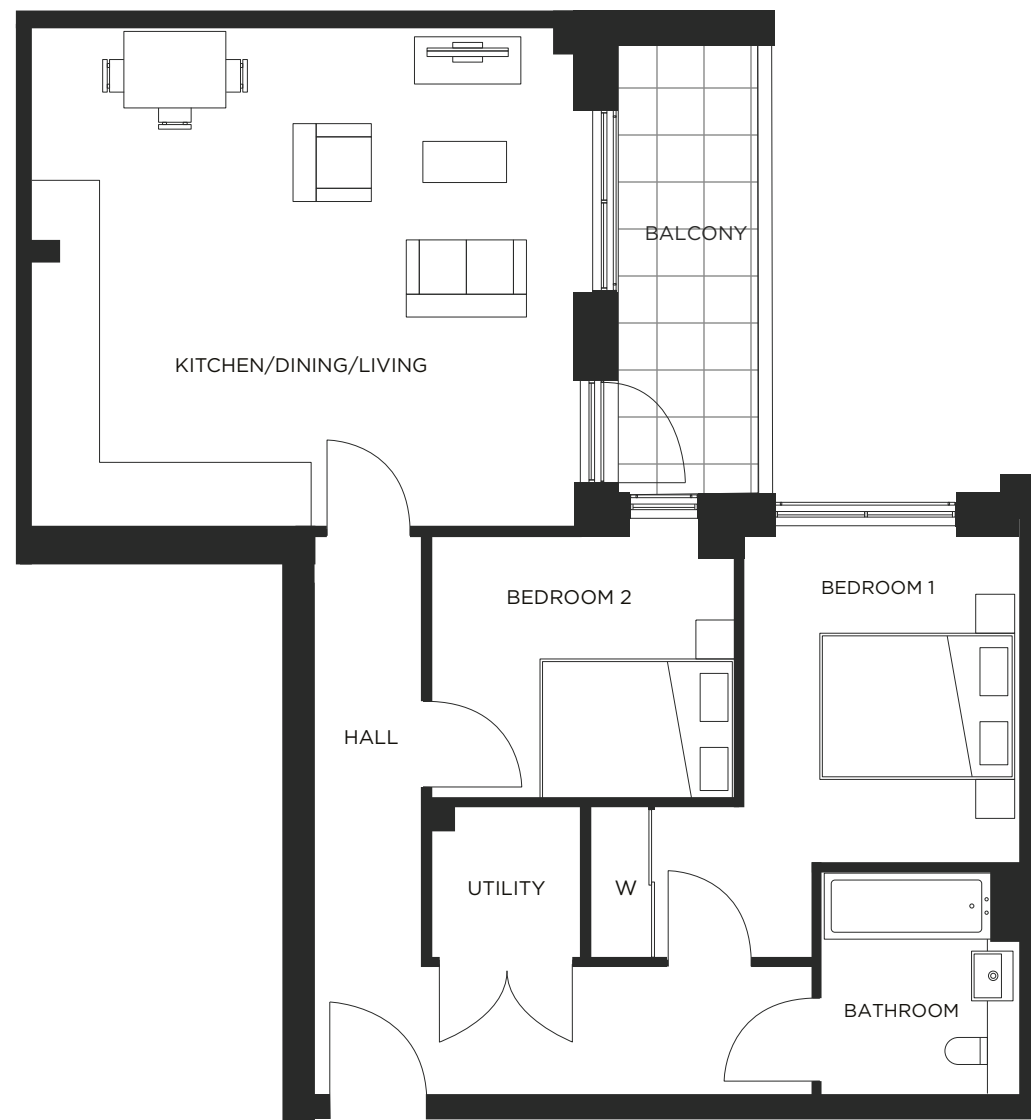 BALCONY
KITCHEN/DINING/LIVING
BEDROOM 1
BEDROOM 2
HALL
UTILITY
W
BATHROOM